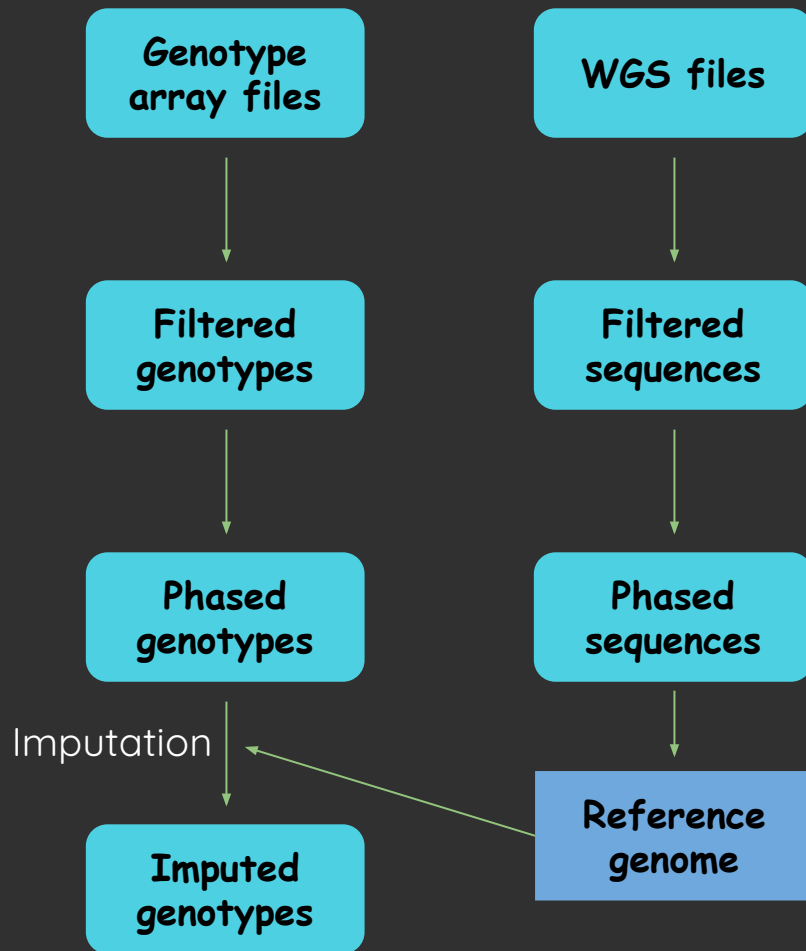 Genotype
array files
WGS files
Filtered
genotypes
Filtered
sequences
Phased
genotypes
Phased
sequences
Imputation
Reference
genome
Imputed
genotypes